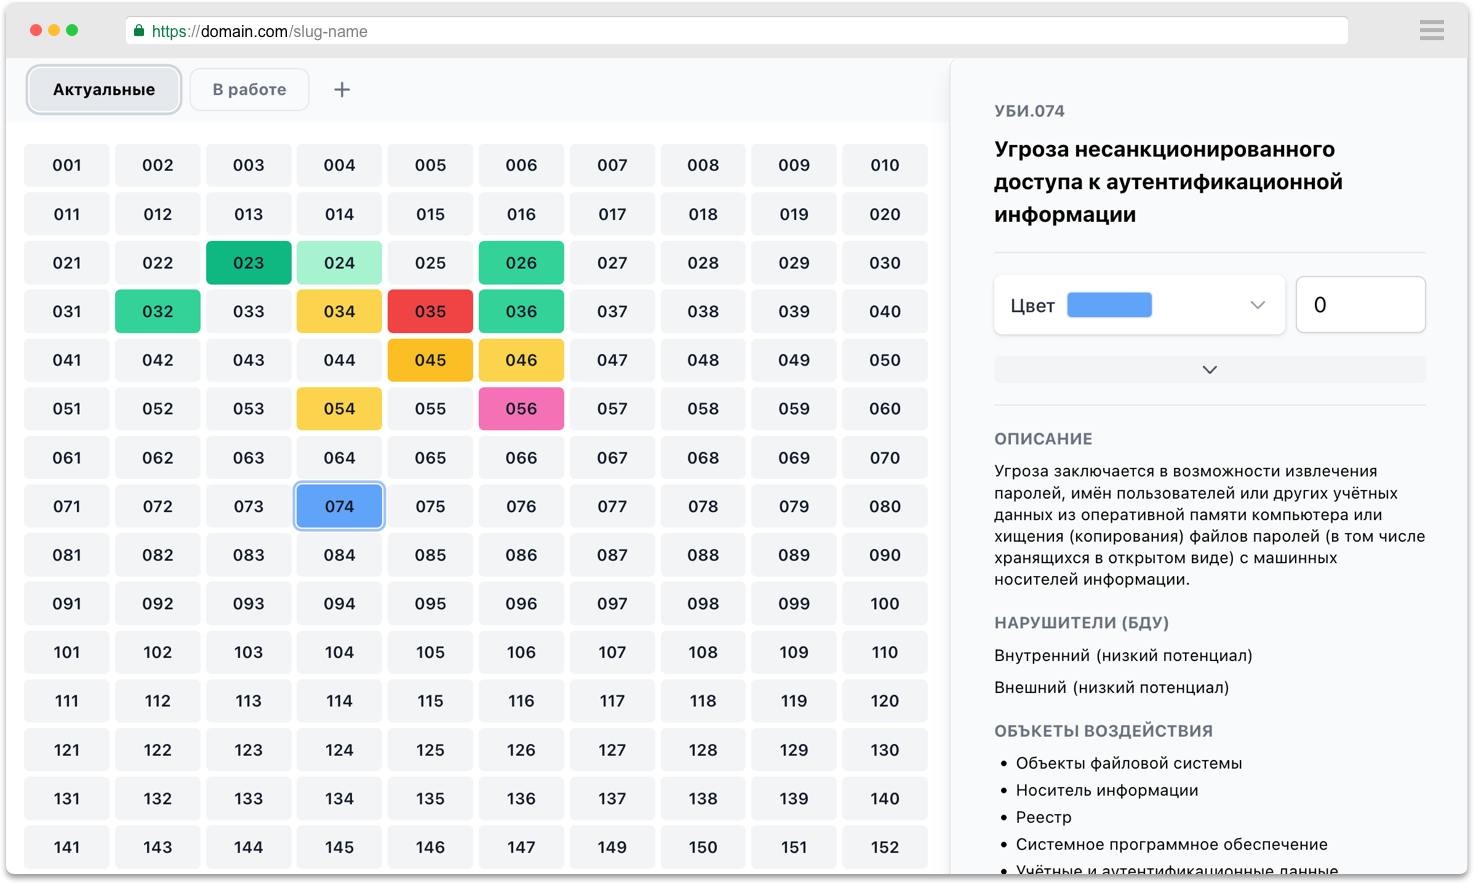 https://domain.com/slug-name
Актуальные В работе +
001 002 003 004 005 006 007 008 009 010
011 012 013 014 015 016 017 018 019 020
021 022 023 024 025 026 027 028 029 030
031 032 033 034 035 036 037 038 039 040
041 042 043 044 045 046 047 048 049 050
051 052 053 054 055 056 057 058 059 060
061 062 063 064 065 066 067 068 069 070
071 072 073 074 075 076 077 078 079 080
081 082 083 084 085 086 087 088 089 090
091 092 093 094 095 096 097 098 099 100
101 102 103 104 105 106 107 108 109 110
111 112 113 114 115 116 117 118 119 120
121 122 123 124 125 126 127 128 129 130
131 132 133 134 135 136 137 138 139 140
141 143 144 145 146 147 149 150 151 152
УБИ.074
Угроза несанкционированного
доступа к аутентификационной
информации
Цвет 0
ОПИСАНИЕ
Угроза заключается в возможности извлечения
паролей, имён пользователей или других учётных
данных из оперативной памяти компьютера или
хищения (копирования) файлов паролей (в том числе
хранящихся в открытом виде) с машинных
носителей информации.
НАРУШИТЕЛИ (БДУ)
Внутренний (низкий потенциал)
Внешний (низкий потенциал)
ОБЪКЕТЫ ВОЗДЕЙСТВИЯ
• Объекты файловой системы
• Носитель информации
• Реестр
• Системное программное обеспечение
• Учётные и аутентификационные данные